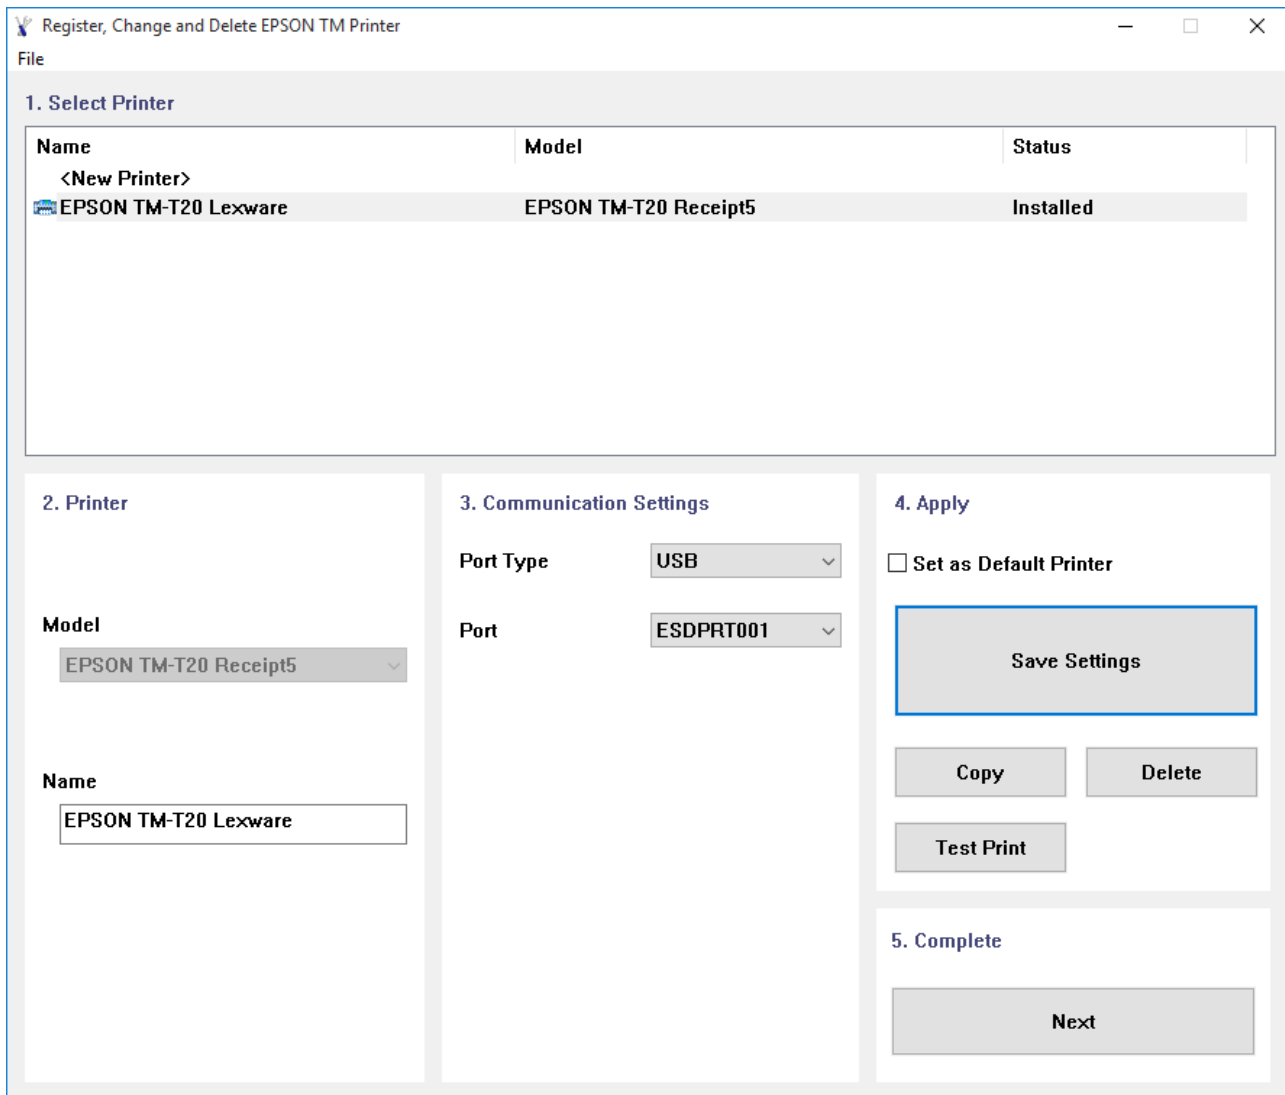 Register, Change and Delete EPSON TM Printer
File
1. Select Printer
Name Model Status
<New Printer>
EPSON TM-T20 Lexware EPSON TM-T20 Receipt5 Installed
2. Printer
Model
EPSON TM-T20 Receipt5
Name
EPSON TM-T20 Lexware
3. Communication Settings
Port Type USB
Port ESDPRT001
4. Apply
Set as Default Printer
Save Settings
Copy Delete
Test Print
5. Complete
Next